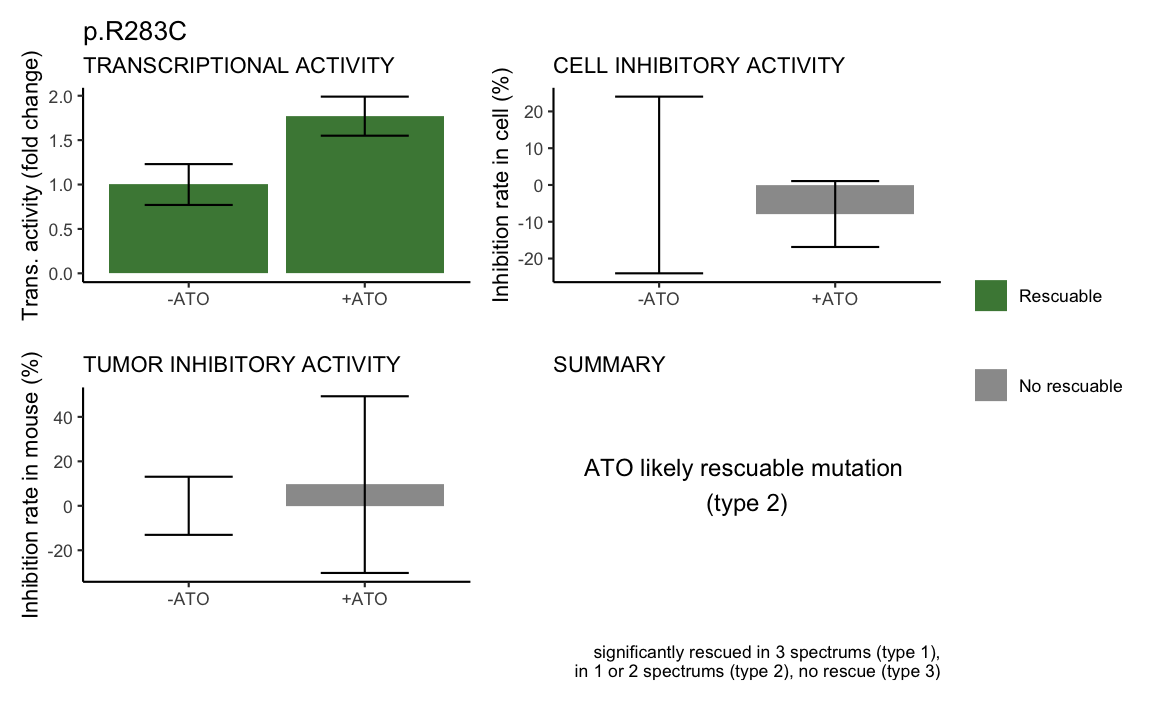 p.R283C
TRANSCRIPTIONAL ACTIVITY
Trans. activity (fold change)
2.0
1.5
1.0
0.5
0.0
-ATO
+ATO
CELL INHIBITORY ACTIVITY
Inhibition rate in cell (%)
20
10
0
-10
-20
-ATO
+ATO
Rescuable
No rescuable
TUMOR INHIBITORY ACTIVITY
Inhibition rate in mouse (%)
40
20
0
-20
-ATO
+ATO
SUMMARY
ATO likely rescuable mutation
(type 2)
significantly rescued in 3 spectrums (type 1),
in 1 or 2 spectrums (type 2), no rescue (type 3)